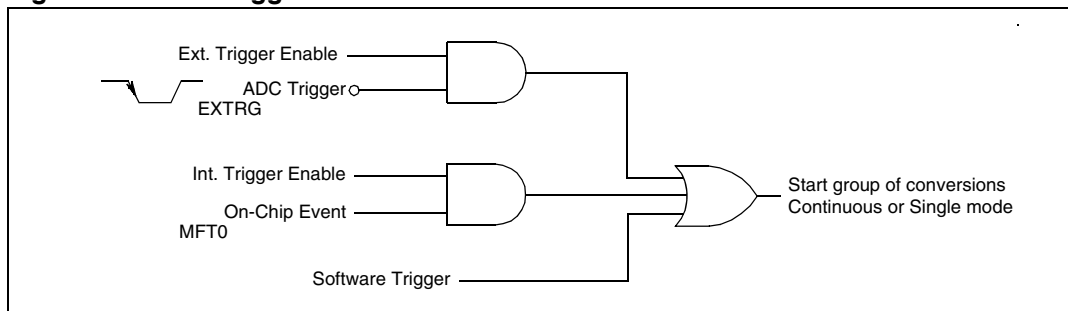 Ext. Trigger Enable
ADC Trigger
EXTRG
Int. Trigger Enable
On-Chip Event
MFT0
Software Trigger
Start group of conversions
Continuous or Single mode